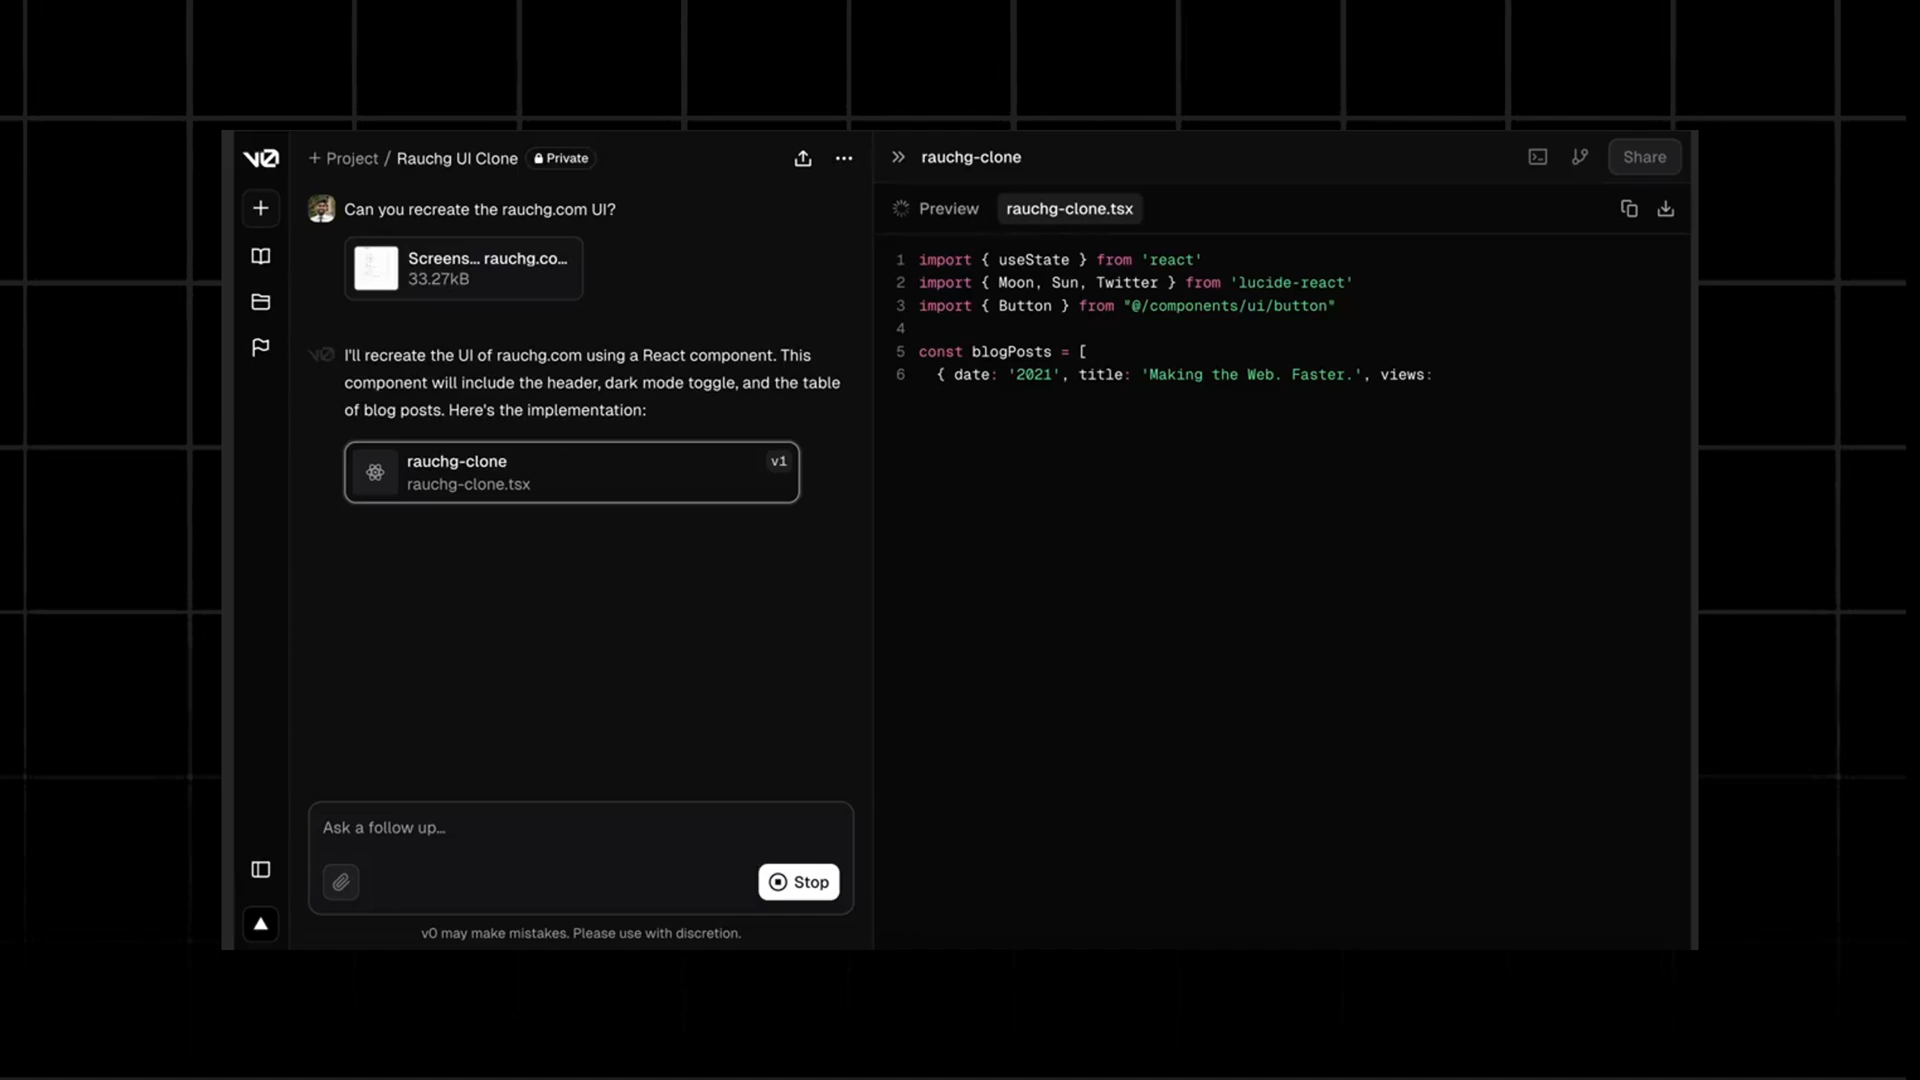 v0
+ Project / Rauchg UI Clone Private
Can you recreate the rauchg.com UI?
Screens... rauchg.co...
33.27kB
v0
I'll recreate the UI of rauchg.com using a React component. This
component will include the header, dark mode toggle, and the table
of blog posts. Here's the implementation:
rauchg-clone v1
rauchg-clone.tsx
Ask a follow up...
Stop
v0 may make mistakes. Please use with discretion.
rauchg-clone
Share
Preview rauchg-clone.tsx
1 import { useState } from 'react'
2 import { Moon, Sun, Twitter } from 'lucide-react'
3 import { Button } from "@/components/ui/button"
4
5 const blogPosts = [
6 { date: '2021', title: 'Making the Web. Faster.', views: